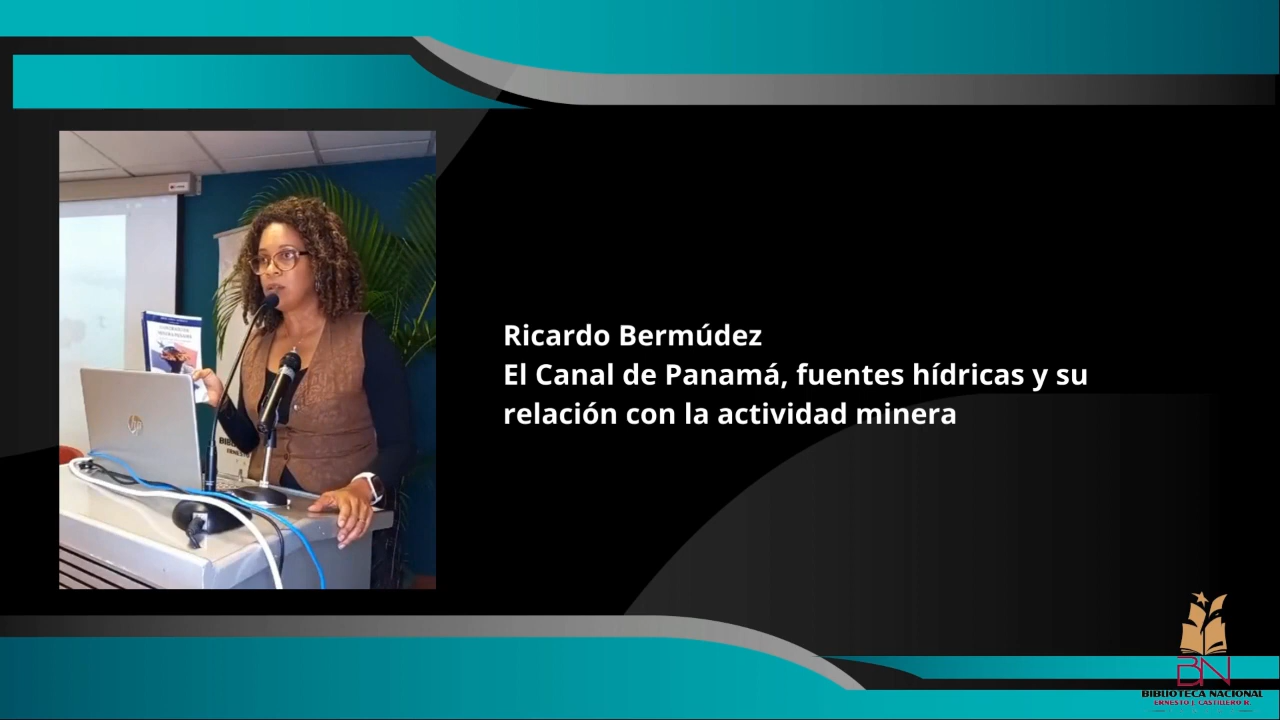 Ricardo Bermúdez
El Canal de Panamá, fuentes hídricas y su
relación con la actividad minera
hp
BN
BIBLIOTECA NACIONAL
ERNESTO J. CASTILLERO R.